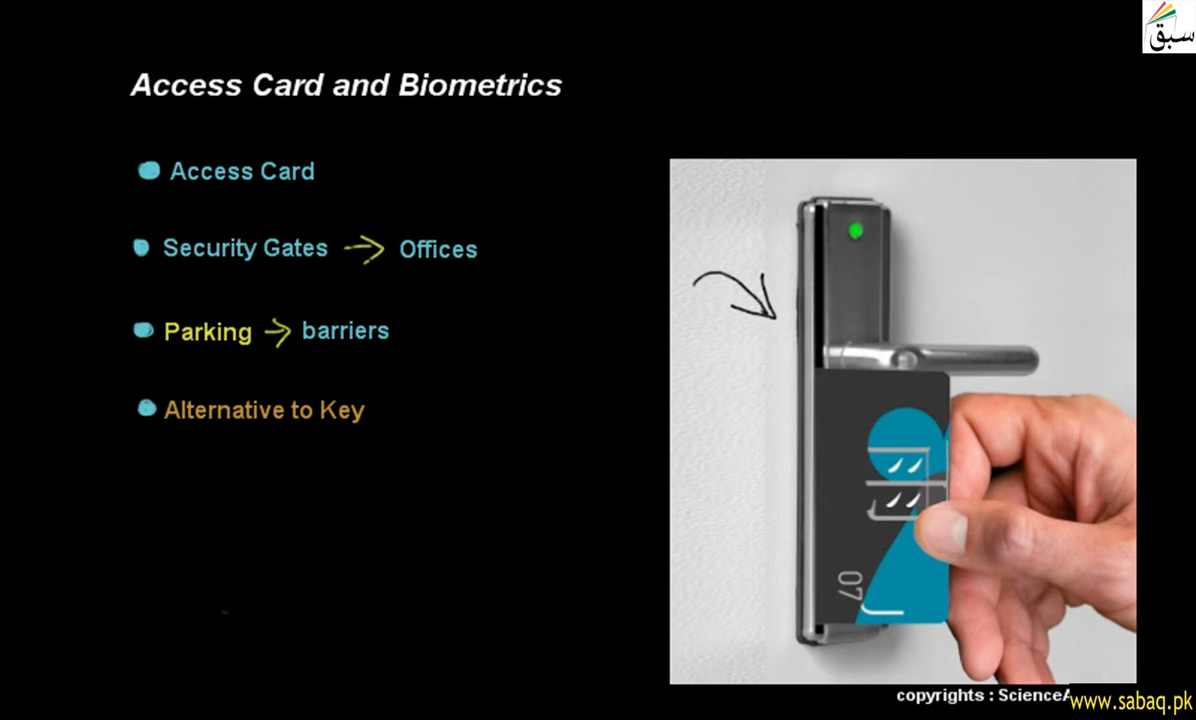 سبق
Access Card and Biometrics
Access Card
Security Gates → Offices
Parking → barriers
Alternative to Key
07
copyrights : ScienceA
www.sabaq.pk